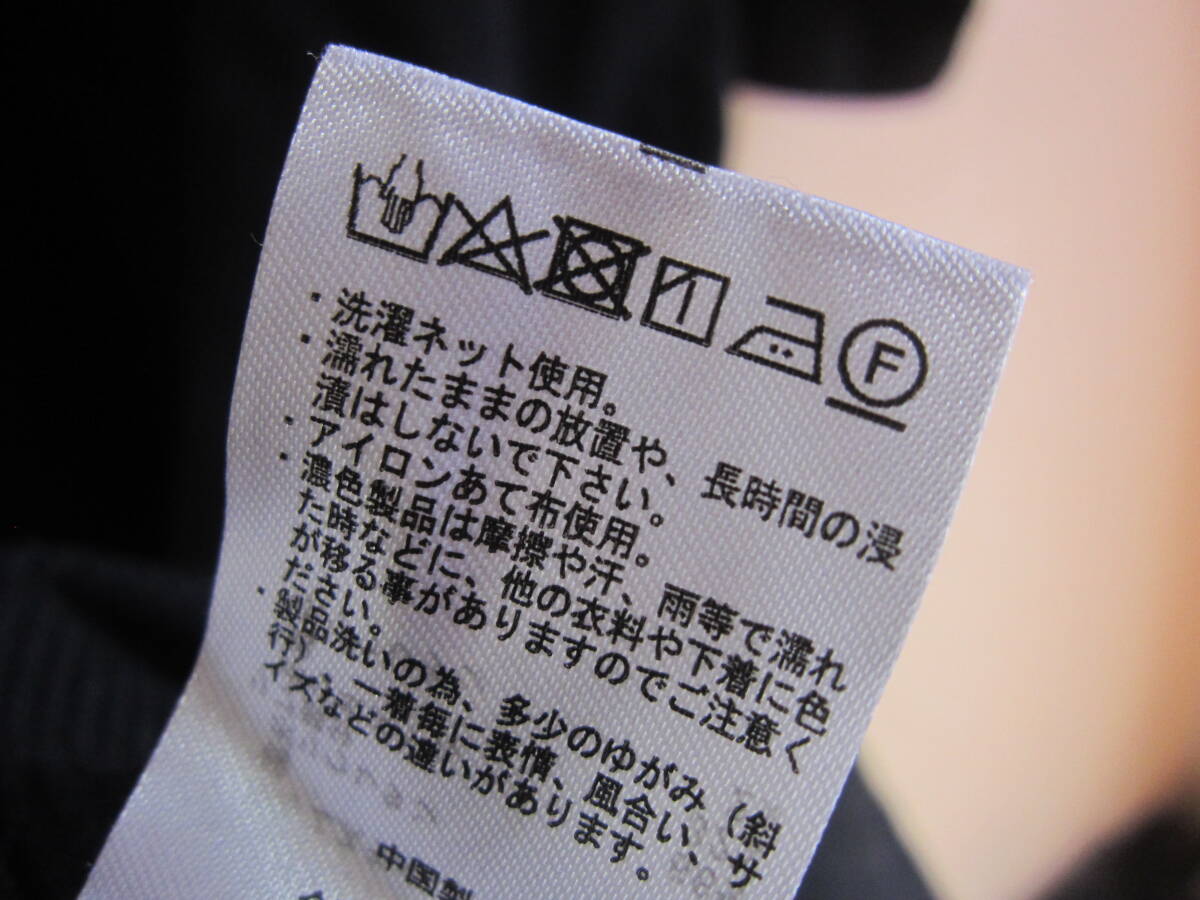 F
・洗濯ネット使用。
・濡れたままの放置や、長時間の浸
漬はしないで下さい。
・アイロンあて布使用。
・濃色製品は摩擦や汗、雨等で濡れ
た時などに、他の衣料や下着に色
が移る事がありますのでご注意く
ださい。
・製品洗いの為、多少のゆがみ（斜
行）、一着毎に表情、風合い、サ
イズなどの違いがあります。
中国製